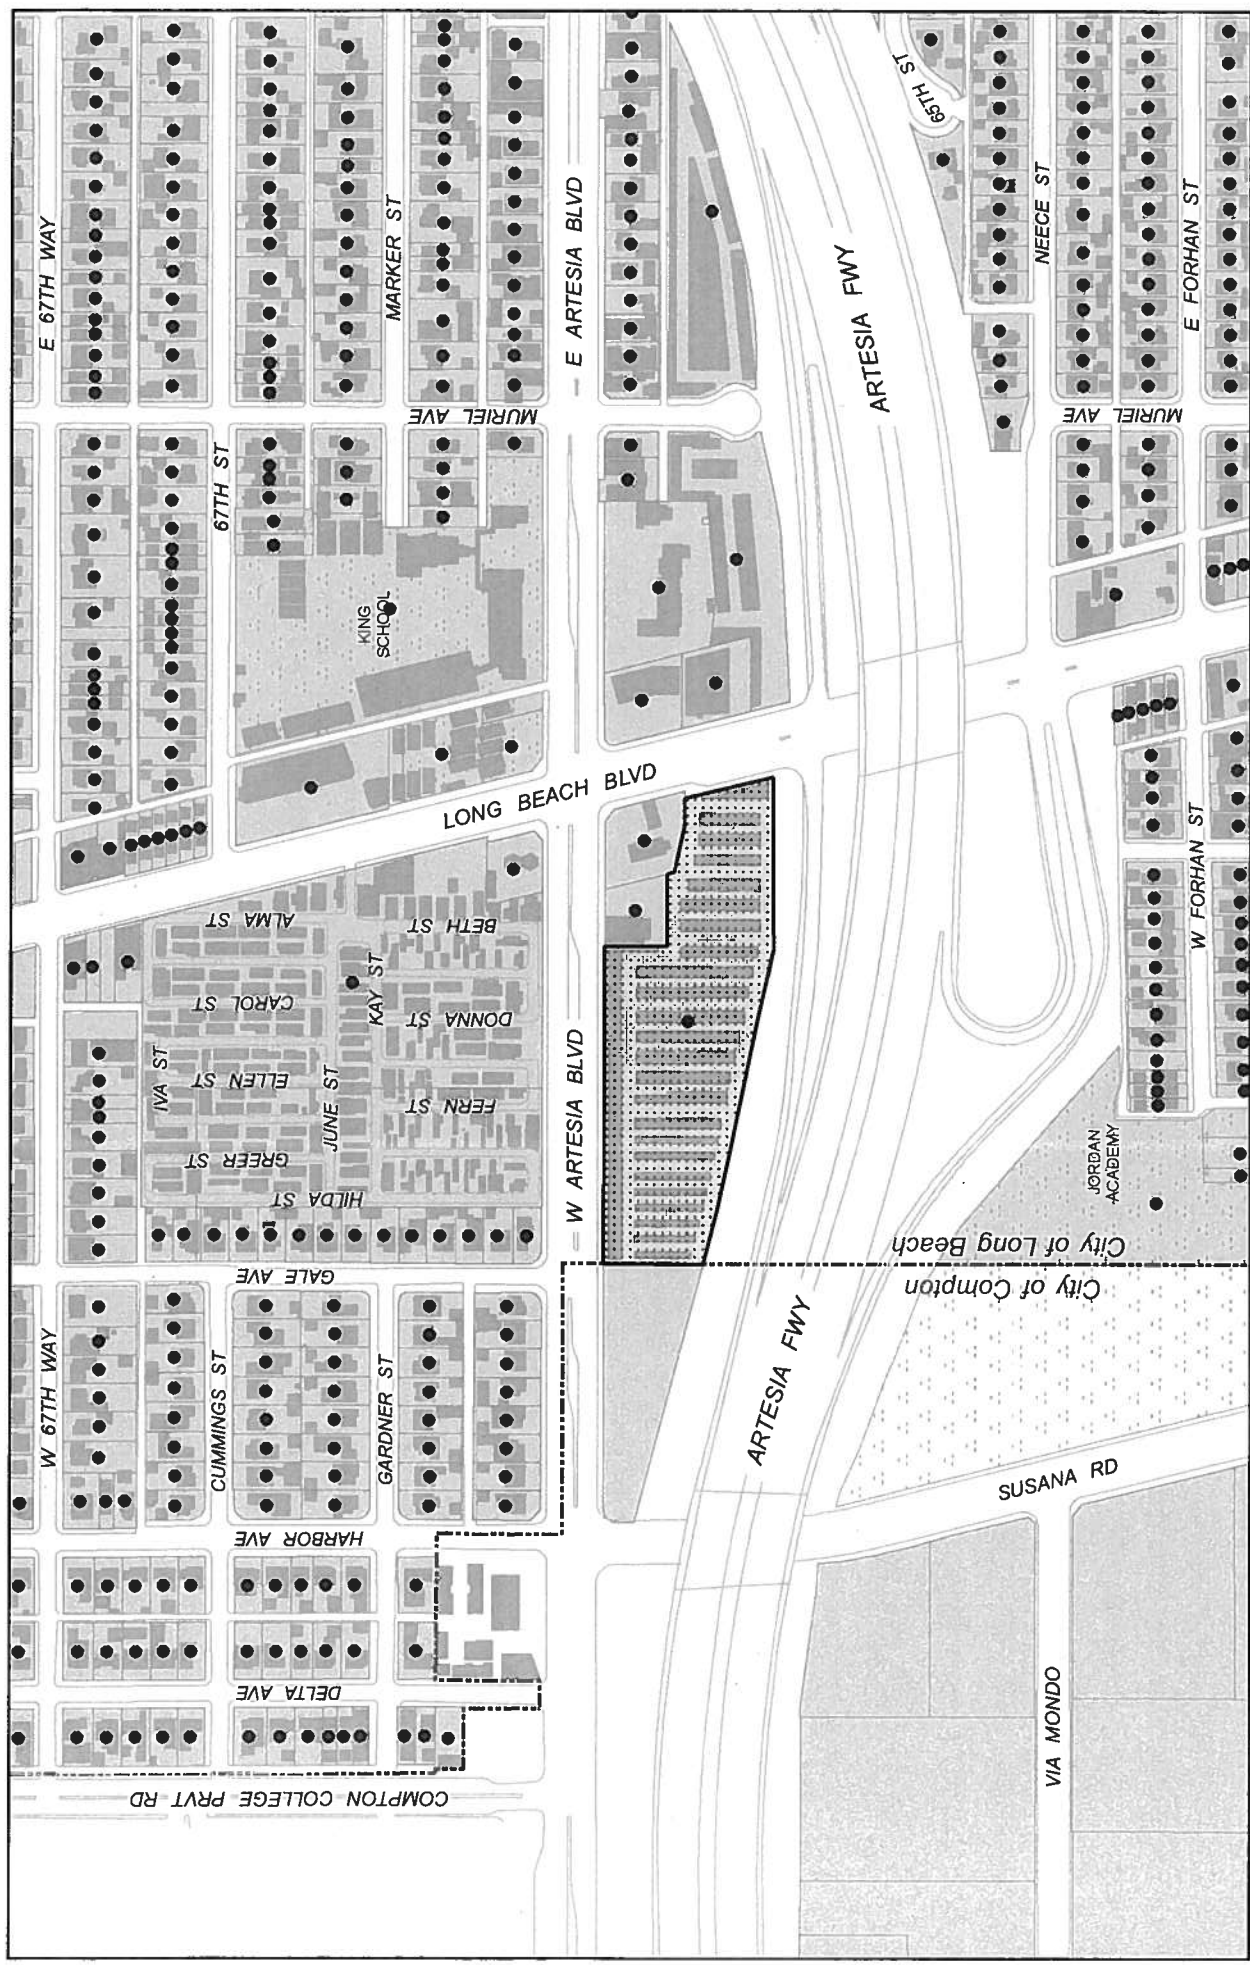 E 67TH WAY
67TH ST
MARKER ST
MURIEL AVE
E ARTESIA BLVD
ARTESIA FWY
65TH ST
NEECE ST
E FORHAN ST
MURIEL AVE
KING
SCHOOL
LONG BEACH BLVD
ALMA ST
BETH ST
CAROL ST
KAY ST
DONNA ST
IVA ST
ELLEN ST
JUNE ST
FERN ST
GREER ST
HILDA ST
GALE AVE
W ARTESIA BLVD
W FORHAN ST
JORDAN
ACADEMY
City of Long Beach
City of Compton
W 67TH WAY
CUMMINGS ST
GARDNER ST
HARBOR AVE
ARTESIA FWY
SUSANA RD
DELTA AVE
VIA MONDO
COMPTON COLLEGE PRVT RD